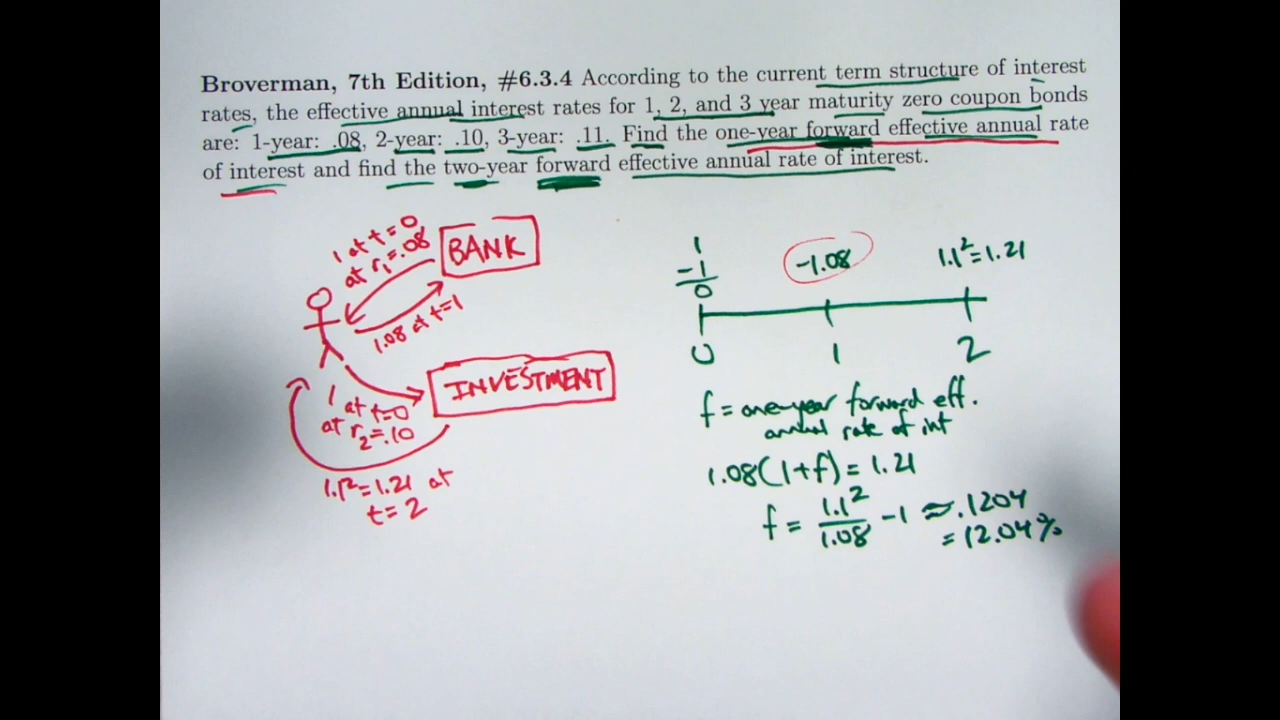 Broverman, 7th Edition, #6.3.4 According to the current term structure of interest
rates, the effective annual interest rates for 1, 2, and 3 year maturity zero coupon bonds
are: 1-year: .08, 2-year: .10, 3-year: .11. Find the one-year forward effective annual rate
of interest and find the two-year forward effective annual rate of interest.
1 at t=0
at r₁=.08
BANK
1.08 at t=1
INVESTMENT
1 at t=0
at r₂=.10
1.1²=1.21 at
t=2
1
-1
0
-1.08
1.1²=1.21
0 1 2
f = one-year forward eff.
annual rate of int
1.08(1+f) = 1.21
f = 1.1²/1.08 -1 ≈ .1204
= 12.04%